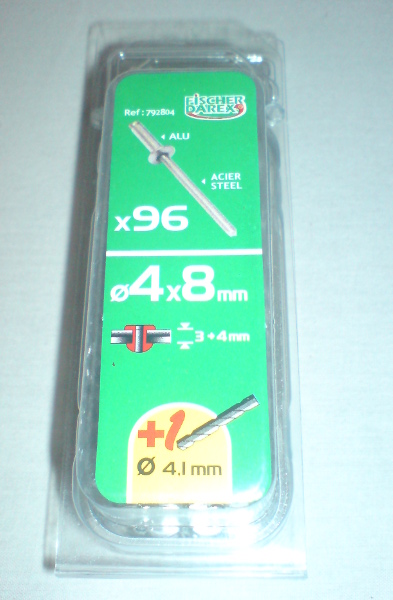 FISCHER
DAREX
Ref : 792804
ALU
ACIER
STEEL
x96
ø4x8mm
3→4mm
+1
Ø 4.1 mm